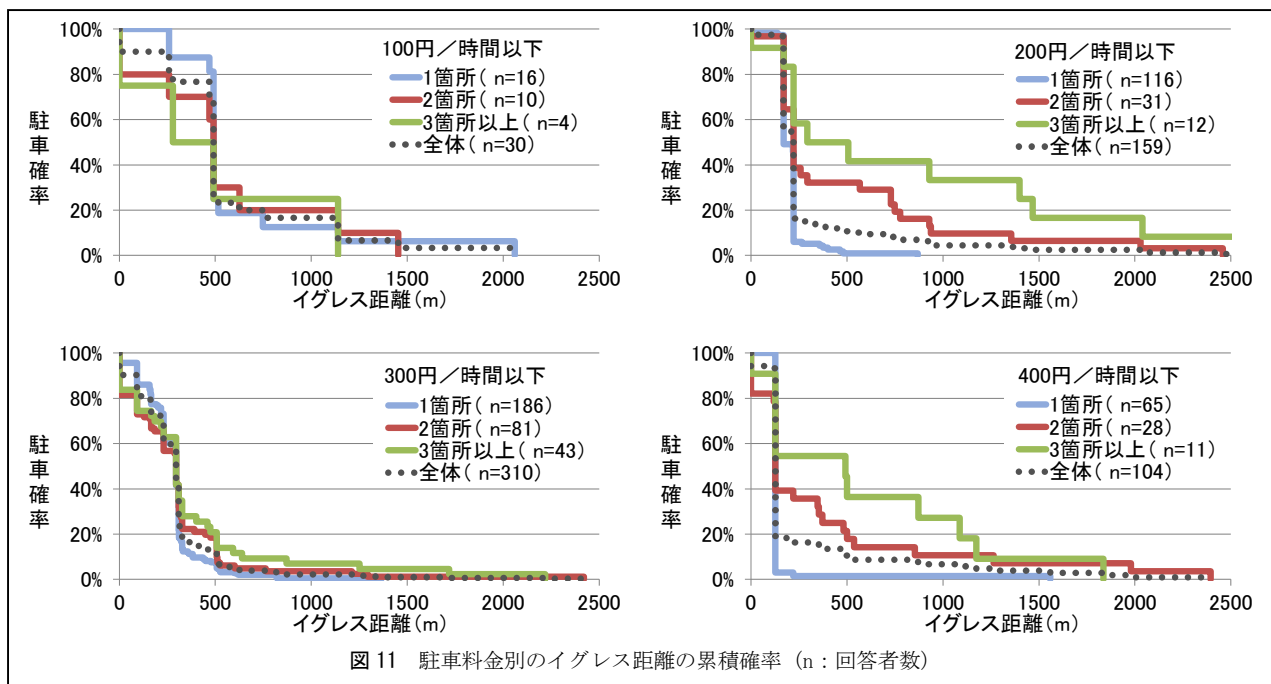 100円／時間以下
1箇所( n=16)
2箇所( n=10)
3箇所以上( n=4)
全体( n=30)
駐車確率
100%
80%
60%
40%
20%
0%
0 500 1000 1500 2000 2500
イグレス距離(m)
200円／時間以下
1箇所( n=116)
2箇所( n=31)
3箇所以上( n=12)
全体( n=159)
駐車確率
100%
80%
60%
40%
20%
0%
0 500 1000 1500 2000 2500
イグレス距離(m)
300円／時間以下
1箇所( n=186)
2箇所( n=81)
3箇所以上( n=43)
全体( n=310)
駐車確率
100%
80%
60%
40%
20%
0%
0 500 1000 1500 2000 2500
イグレス距離(m)
400円／時間以下
1箇所( n=65)
2箇所( n=28)
3箇所以上( n=11)
全体( n=104)
駐車確率
100%
80%
60%
40%
20%
0%
0 500 1000 1500 2000 2500
イグレス距離(m)
図 11 駐車料金別のイグレス距離の累積確率（n：回答者数）